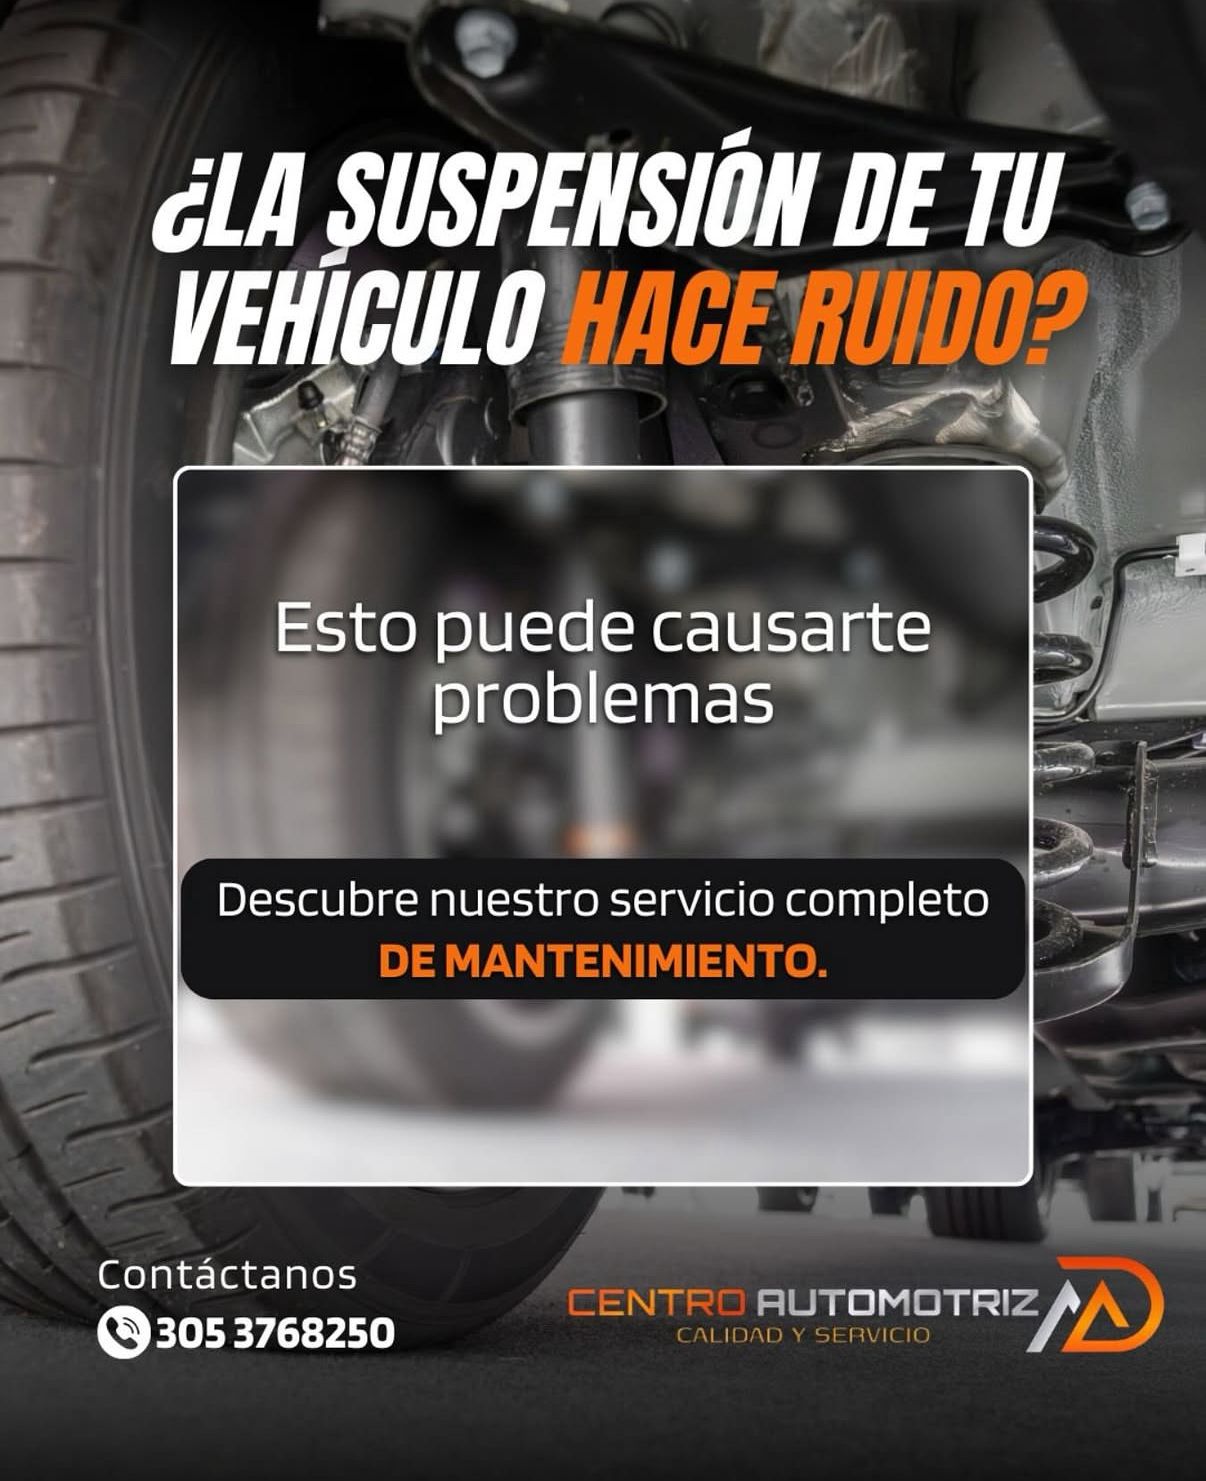 ¿LA SUSPENSIÓN DE TU
VEHÍCULO HACE RUIDO?
Esto puede causarte
problemas
Descubre nuestro servicio completo
DE MANTENIMIENTO.
Contáctanos
305 3768250
CENTRO AUTOMOTRIZ
CALIDAD Y SERVICIO